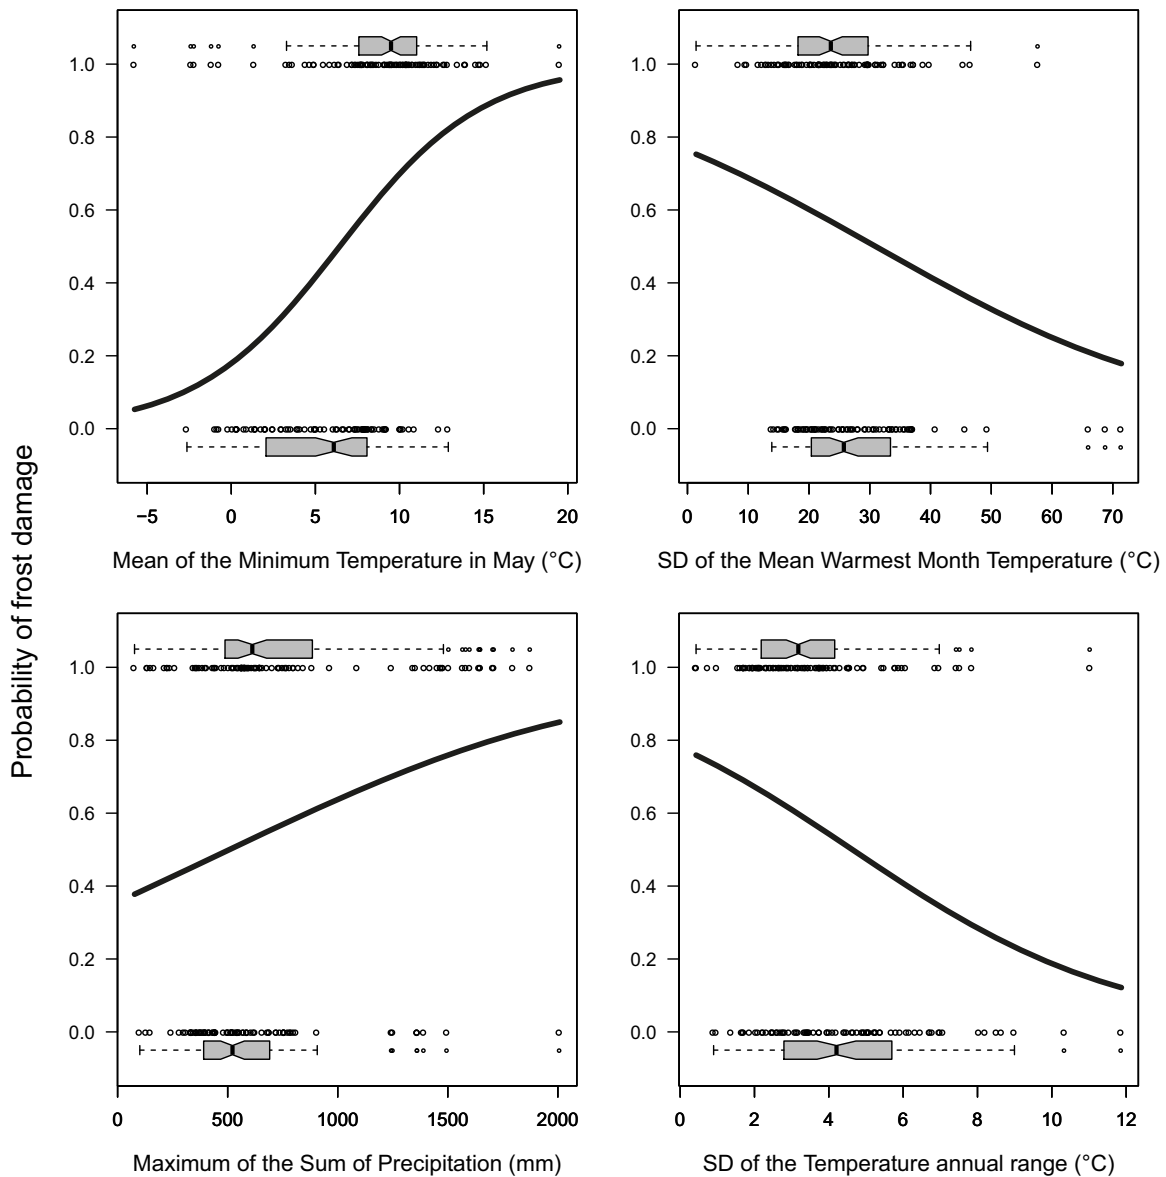 Probability of frost damage
1.0
0.8
0.6
0.4
0.2
0.0
−5 0 5 10 15 20
Mean of the Minimum Temperature in May (°C)
1.0
0.8
0.6
0.4
0.2
0.0
0 10 20 30 40 50 60 70
SD of the Mean Warmest Month Temperature (°C)
1.0
0.8
0.6
0.4
0.2
0.0
0 500 1000 1500 2000
Maximum of the Sum of Precipitation (mm)
1.0
0.8
0.6
0.4
0.2
0.0
0 2 4 6 8 10 12
SD of the Temperature annual range (°C)